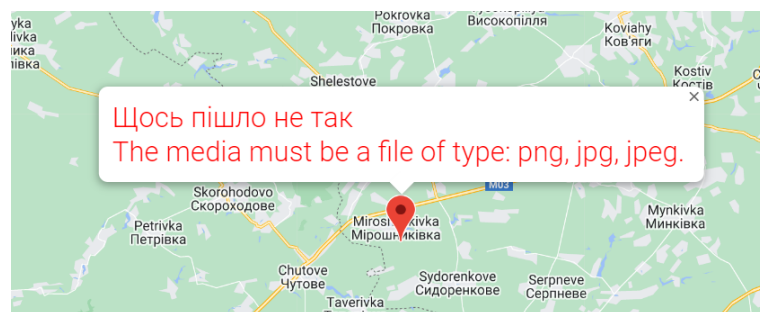 Pokrovka
Покровка
Високопілля
Koviahy
Ков'яги
Kostiv
Костів
Shelestove
×
Щось пішло не так
The media must be a file of type: png, jpg, jpeg.
M03
Skorohodovo
Скороходове
Petrivka
Петрівка
Мірошниківка
Mynkivka
Минківка
Chutove
Чутове
Sydorenkove
Сидоренкове
Serpneve
Серпневе
Taverivka